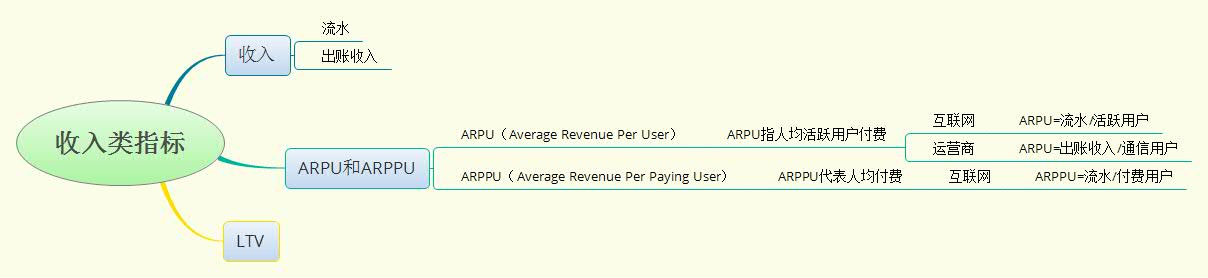 收入类指标
收入
流水
出账收入
ARPU和ARPPU
ARPU（Average Revenue Per User） ARPU指人均活跃用户付费
互联网 ARPU=流水/活跃用户
运营商 ARPU=出账收入/通信用户
ARPPU（Average Revenue Per Paying User） ARPPU代表人均付费 互联网 ARPPU=流水/付费用户
LTV